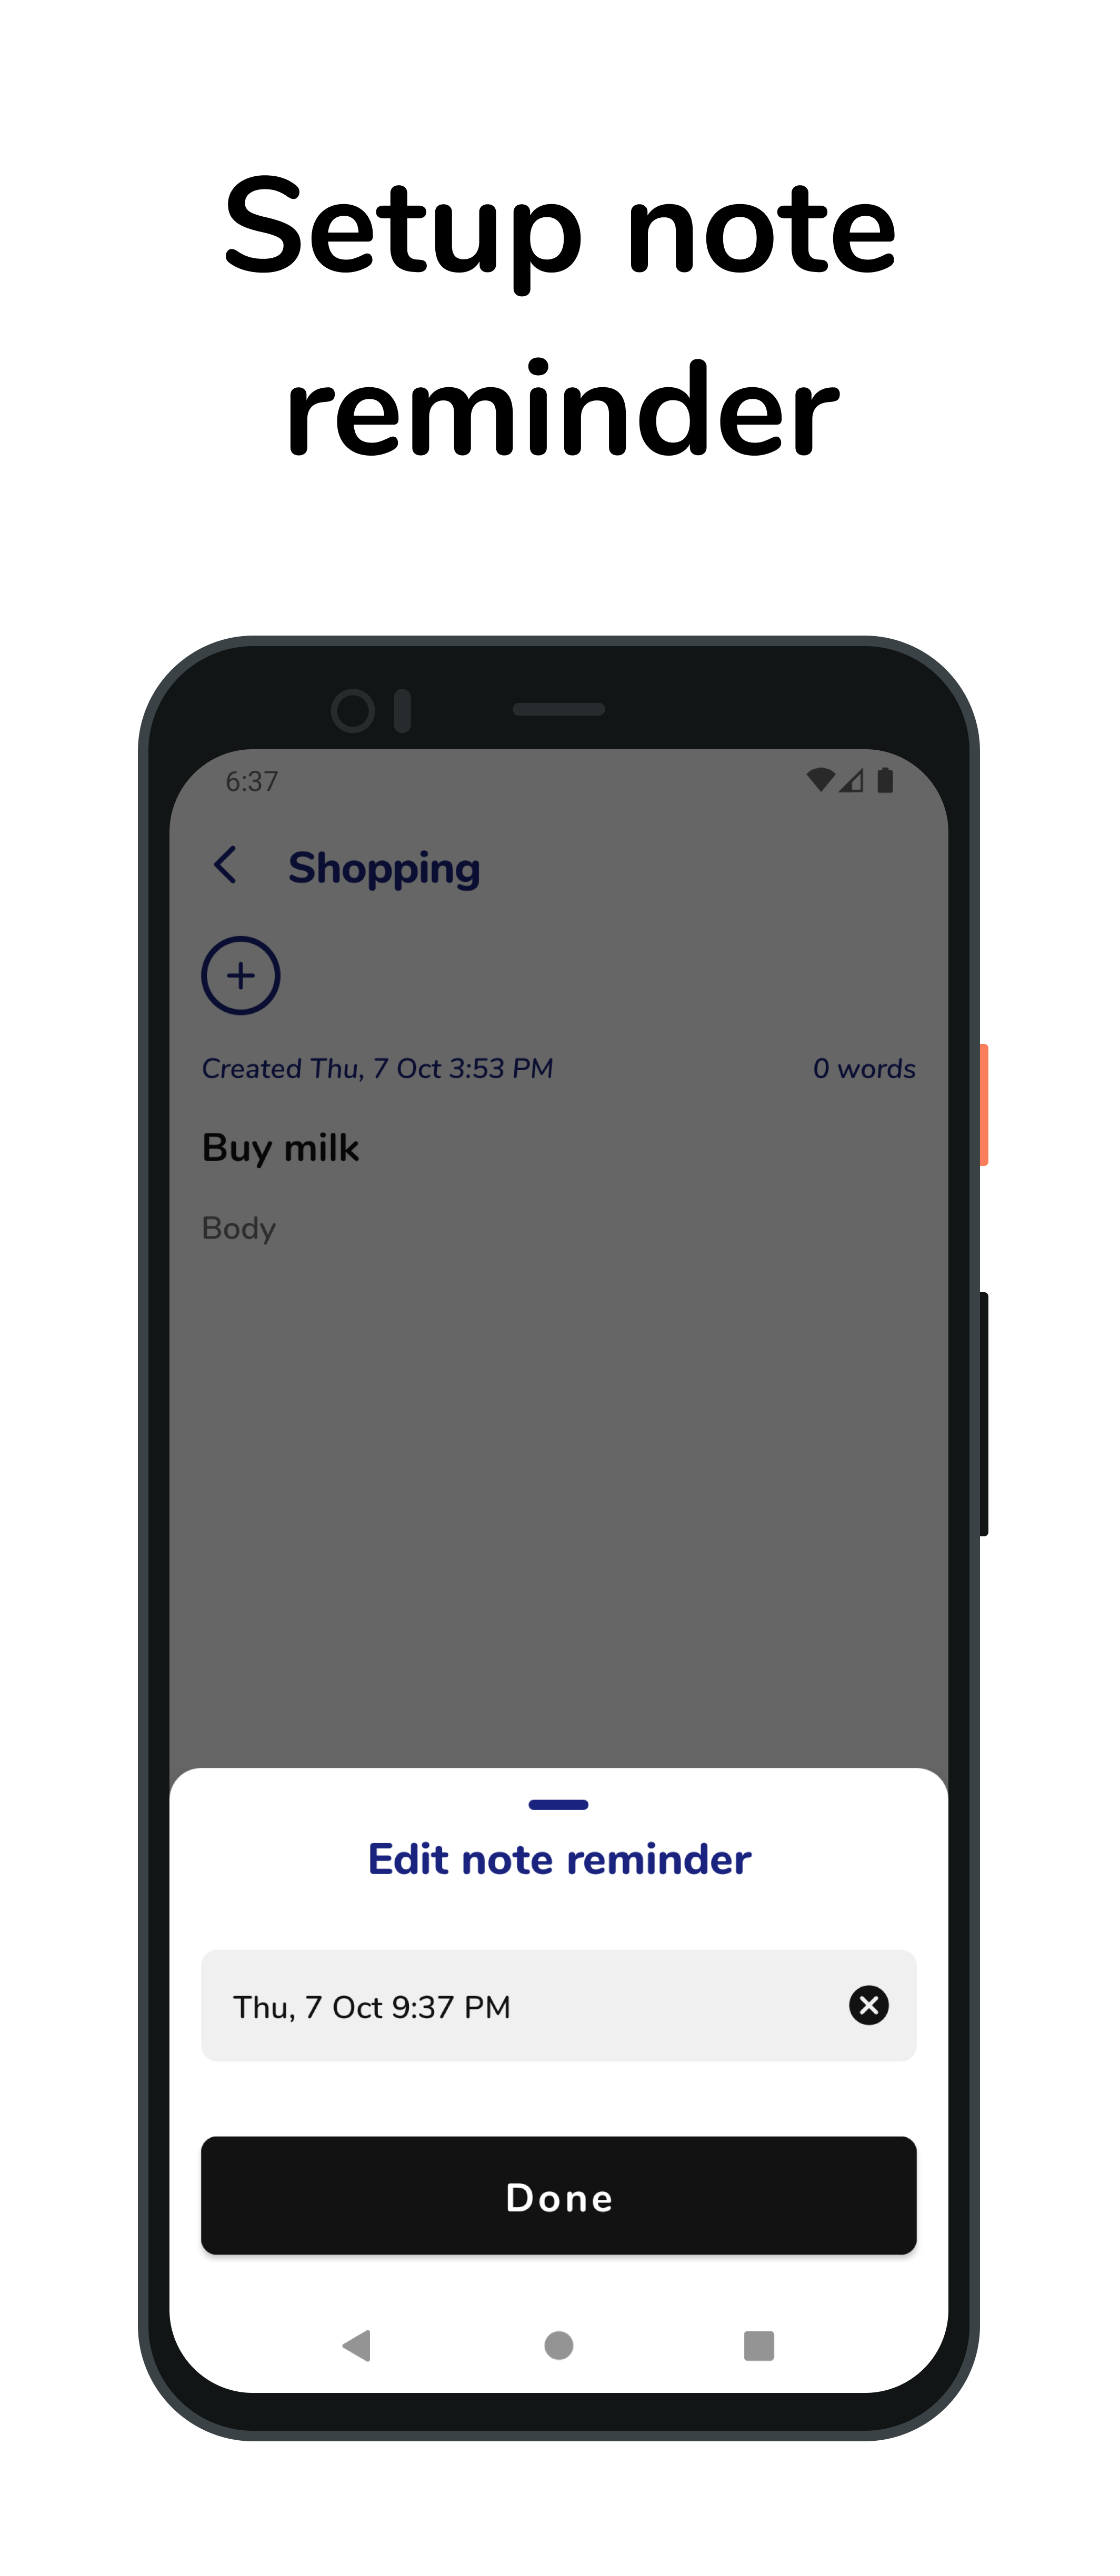 Setup note
reminder
6:37
Shopping
Created Thu, 7 Oct 3:53 PM 0 words
Buy milk
Body
Edit note reminder
Thu, 7 Oct 9:37 PM
Done